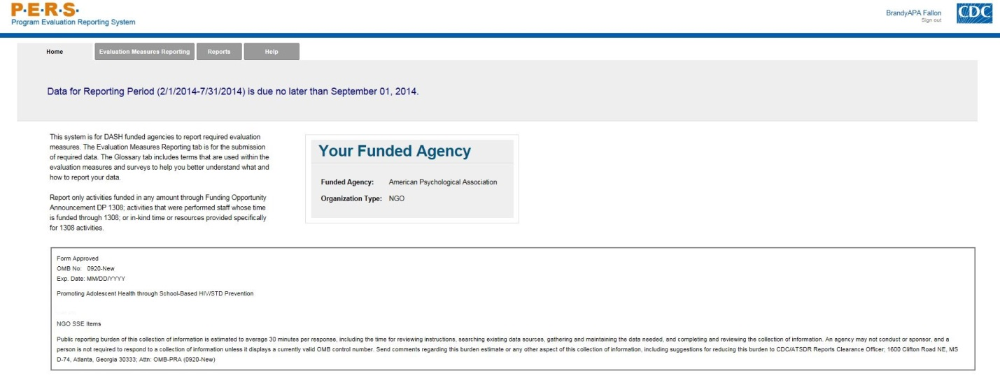 P·E·R·S·
Program Evaluation Reporting System
BrandyAPA Fallon
Sign out
CDC
Home
Evaluation Measures Reporting
Reports
Help
Data for Reporting Period (2/1/2014-7/31/2014) is due no later than September 01, 2014.
This system is for DASH funded agencies to report required evaluation
measures. The Evaluation Measures Reporting tab is for the submission
of required data. The Glossary tab includes terms that are used within the
evaluation measures and surveys to help you better understand what and
how to report your data.
Report only activities funded in any amount through Funding Opportunity
Announcement DP 1308; activities that were performed staff whose time
is funded through 1308; or in-kind time or resources provided specifically
for 1308 activities.
Your Funded Agency
Funded Agency: American Psychological Association
Organization Type: NGO
Form Approved
OMB No: 0920-New
Exp. Date: MM/DD/YYYY
Promoting Adolescent Health through School-Based HIV/STD Prevention
NGO SSE Items
Public reporting burden of this collection of information is estimated to average 30 minutes per response, including the time for reviewing instructions, searching existing data sources, gathering and maintaining the data needed, and completing and reviewing the collection of information. An agency may not conduct or sponsor, and a
person is not required to respond to a collection of information unless it displays a currently valid OMB control number. Send comments regarding this burden estimate or any other aspect of this collection of information, including suggestions for reducing this burden to CDC/ATSDR Reports Clearance Officer; 1600 Clifton Road NE, MS
D-74, Atlanta, Georgia 30333; Attn: OMB-PRA (0920-New)